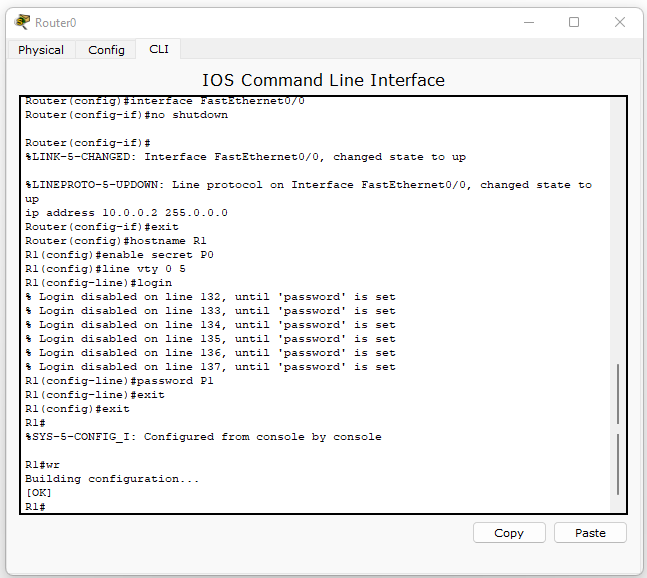 Router0
Physical Config CLI
IOS Command Line Interface
Router(config)#interface FastEthernet0/0
Router(config-if)#no shutdown
Router(config-if)#
%LINK-5-CHANGED: Interface FastEthernet0/0, changed state to up
%LINEPROTO-5-UPDOWN: Line protocol on Interface FastEthernet0/0, changed state to
up
ip address 10.0.0.2 255.0.0.0
Router(config-if)#exit
Router(config)#hostname R1
R1(config)#enable secret P0
R1(config)#line vty 0 5
R1(config-line)#login
% Login disabled on line 132, until 'password' is set
% Login disabled on line 133, until 'password' is set
% Login disabled on line 134, until 'password' is set
% Login disabled on line 135, until 'password' is set
% Login disabled on line 136, until 'password' is set
% Login disabled on line 137, until 'password' is set
R1(config-line)#password P1
R1(config-line)#exit
R1(config)#exit
R1#
%SYS-5-CONFIG_I: Configured from console by console
R1#wr
Building configuration...
[OK]
R1#
Copy Paste